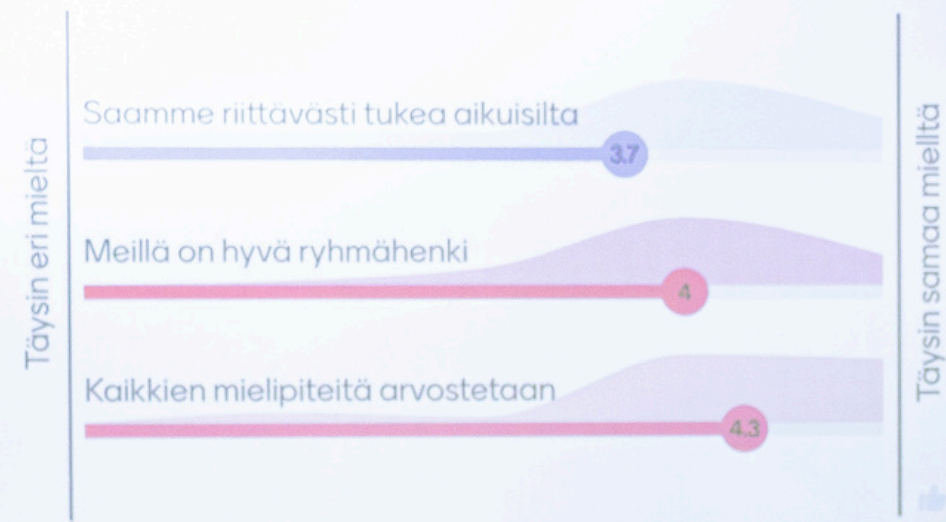 Täysin eri mieltä
Saamme riittävästi tukea aikuisilta
3.7
Meillä on hyvä ryhmähenki
4
Kaikkien mielipiteitä arvostetaan
4.3
Täysin samaa mielltä